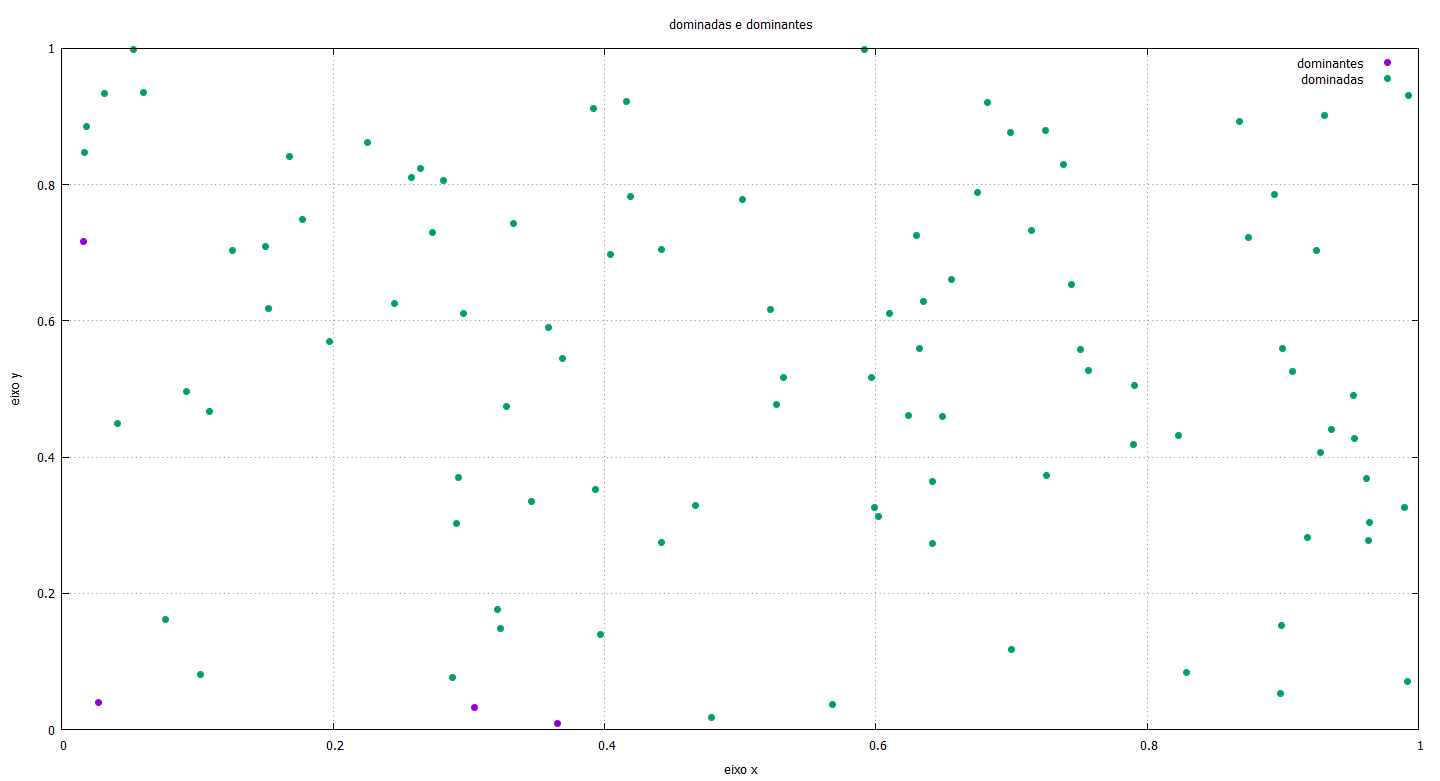 dominadas e dominantes
1
dominantes
dominadas
0.8
0.6
eixo y
0.4
0.2
0
0 0.2 0.4 0.6 0.8 1
eixo x